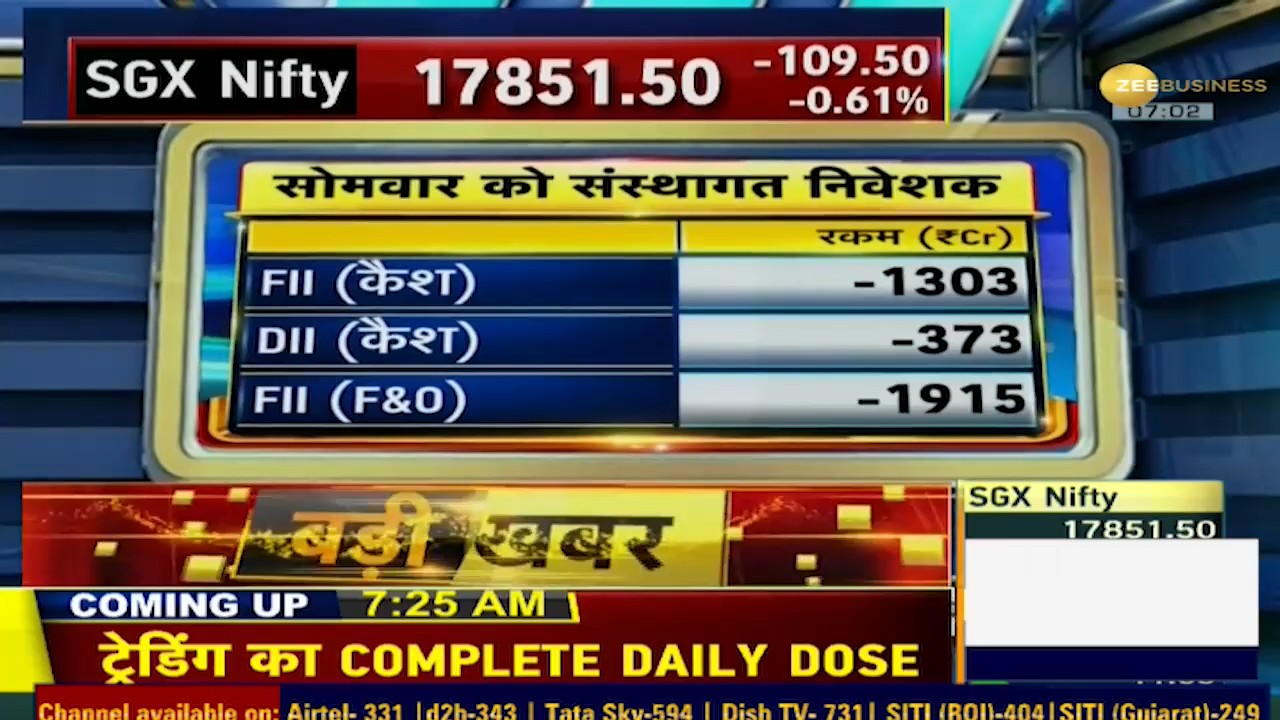 SGX Nifty 17851.50 -109.50
-0.61%
ZEEBUSINESS
07:02
सोमवार को संस्थागत निवेशक
रकम (₹Cr)
FII (कैश) -1303
DII (कैश) -373
FII (F&O) -1915
बड़ी खबर
SGX Nifty
17851.50
COMING UP 7:25 AM
ट्रेडिंग का COMPLETE DAILY DOSE
Channel available on: Airtel- 331 | d2h-343 | Tata Sky-594 | Dish TV- 731| SITI (ROI)-404|SITI (Gujarat)-249